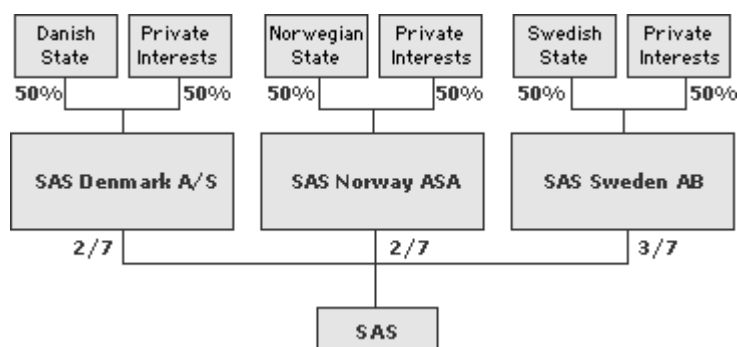 Danish
State
Private
Interests
Norwegian
State
Private
Interests
Swedish
State
Private
Interests
50% 50% 50% 50% 50% 50%
SAS Denmark A/S SAS Norway ASA SAS Sweden AB
2/7 2/7 3/7
SAS